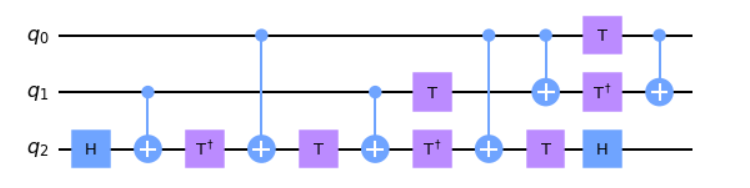 q₀ T
q₁ T T†
q₂ H T† T T† T H